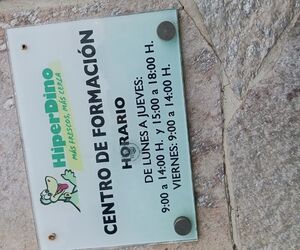 HiperDino
MÁS FRESCOS, MÁS CERCA
CENTRO DE FORMACIÓN
HORARIO
DE LUNES A JUEVES:
9:00 a 14:00 H. y 15:00 a 18:00 H.
VIERNES: 9:00 a 14:00 H.